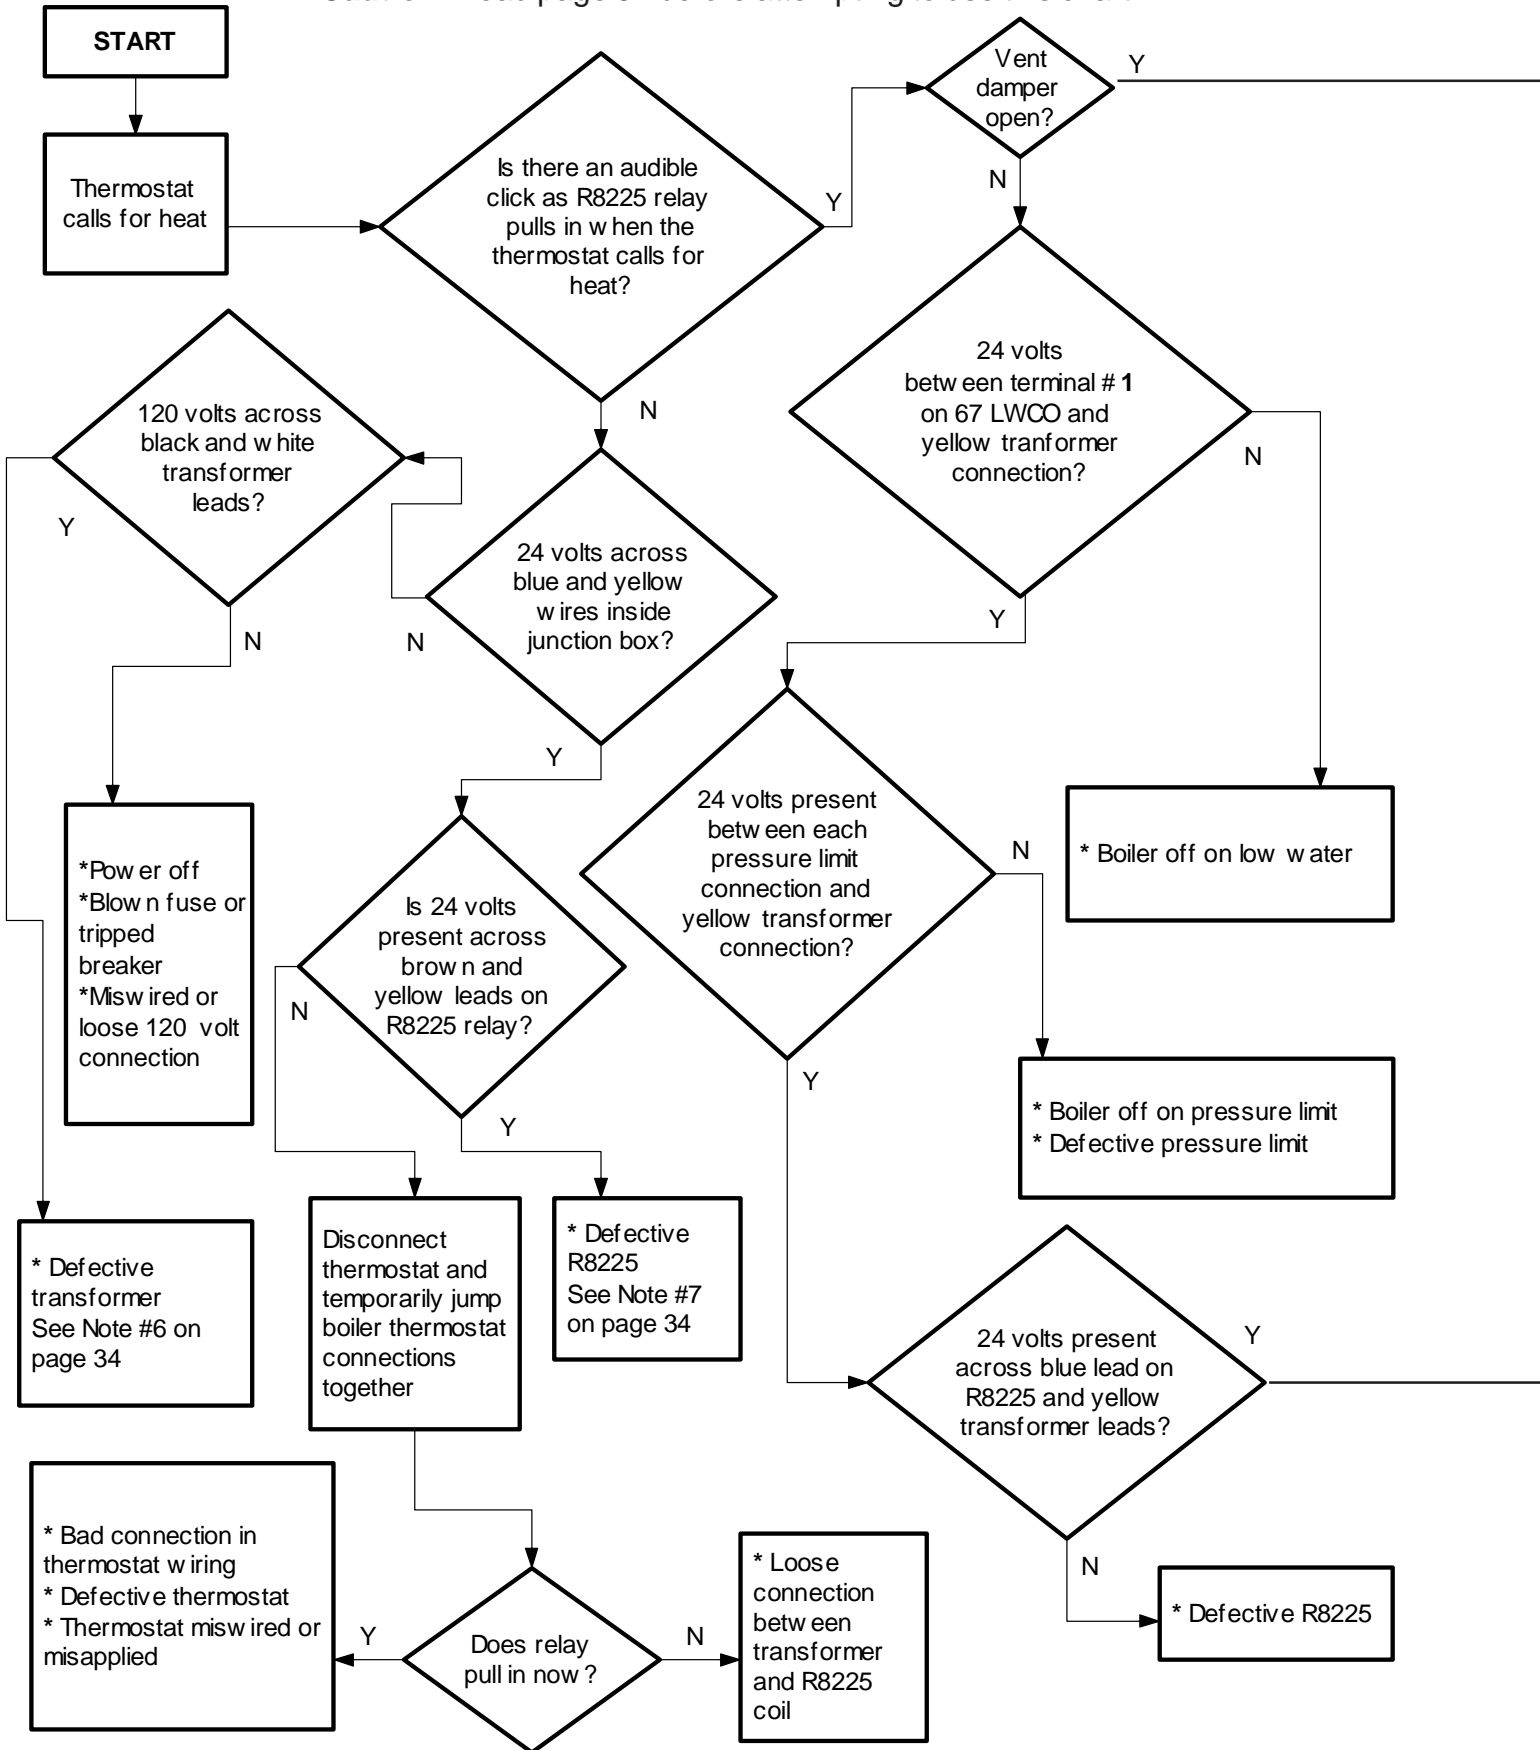 START
Thermostat
calls for heat
Is there an audible
click as R8225 relay
pulls in when the
thermostat calls for
heat?
Y
N
Vent
damper
open?
Y
N
24 volts
between terminal # 1
on 67 LWCO and
yellow tranformer
connection?
N
Y
120 volts across
black and white
transformer
leads?
Y
N
24 volts across
blue and yellow
wires inside
junction box?
N
Y
*Power off
*Blown fuse or
tripped
breaker
*Miswired or
loose 120 volt
connection
Is 24 volts
present across
brown and
yellow leads on
R8225 relay?
N
Y
24 volts present
between each
pressure limit
connection and
yellow transformer
connection?
N
Y
* Boiler off on low water
* Boiler off on pressure limit
* Defective pressure limit
* Defective
transformer
See Note #6 on
page 34
Disconnect
thermostat and
temporarily jump
boiler thermostat
connections
together
* Defective
R8225
See Note #7
on page 34
24 volts present
across blue lead on
R8225 and yellow
transformer leads?
Y
N
* Bad connection in
thermostat wiring
* Defective thermostat
* Thermostat miswired or
misapplied
Y
Does relay
pull in now?
N
* Loose
connection
between
transformer
and R8225
coil
* Defective R8225